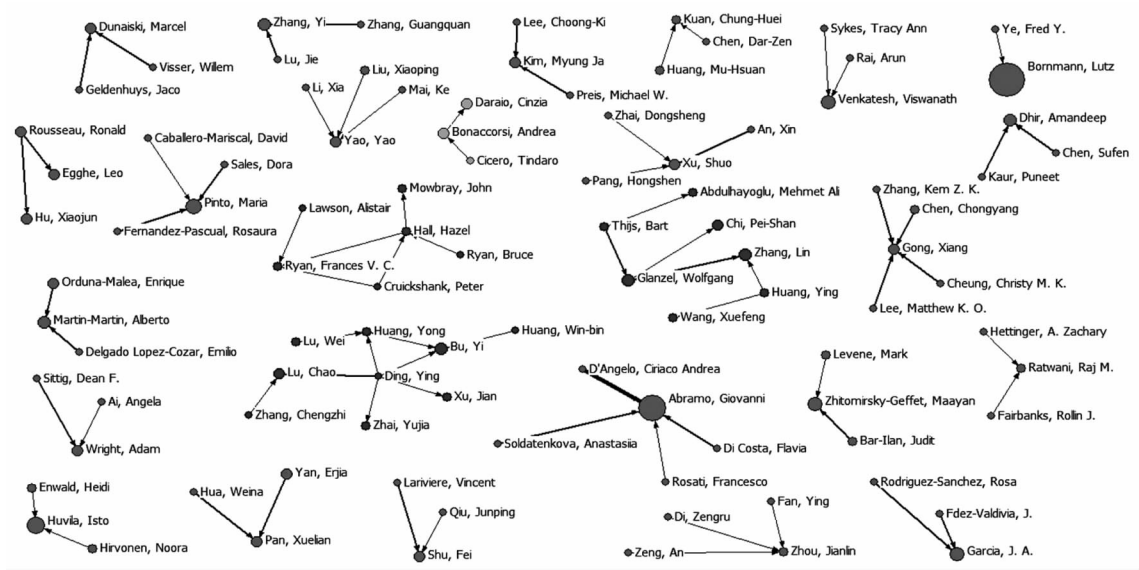 Dunaiski, Marcel
Visser, Willem
Geldenhuys, Jaco
Zhang, Yi
Zhang, Guangquan
Lu, Jie
Lee, Choong-Ki
Kim, Myung Ja
Preis, Michael W.
Kuan, Chung-Huei
Chen, Dar-Zen
Huang, Mu-Hsuan
Sykes, Tracy Ann
Rai, Arun
Venkatesh, Viswanath
Ye, Fred Y.
Bornmann, Lutz
Li, Xia
Liu, Xiaoping
Mai, Ke
Yao, Yao
Daraio, Cinzia
Bonaccorsi, Andrea
Cicero, Tindaro
Zhai, Dongsheng
An, Xin
Xu, Shuo
Pang, Hongshen
Dhir, Amandeep
Chen, Sufen
Kaur, Puneet
Rousseau, Ronald
Egghe, Leo
Hu, Xiaojun
Caballero-Mariscal, David
Sales, Dora
Pinto, Maria
Fernandez-Pascual, Rosaura
Mowbray, John
Lawson, Alistair
Hall, Hazel
Ryan, Bruce
Ryan, Frances V. C.
Cruickshank, Peter
Abdulhayoglu, Mehmet Ali
Thijs, Bart
Chi, Pei-Shan
Zhang, Lin
Glanzel, Wolfgang
Huang, Ying
Wang, Xuefeng
Zhang, Kem Z. K.
Chen, Chongyang
Gong, Xiang
Cheung, Christy M. K.
Lee, Matthew K. O.
Orduna-Malea, Enrique
Martin-Martin, Alberto
Delgado Lopez-Cozar, Emilio
Huang, Yong
Huang, Win-bin
Lu, Wei
Bu, Yi
Lu, Chao
Ding, Ying
Xu, Jian
Zhang, Chengzhi
Zhai, Yujia
D'Angelo, Ciriaco Andrea
Abramo, Giovanni
Soldatenkova, Anastasiia
Di Costa, Flavia
Rosati, Francesco
Levene, Mark
Zhitomirsky-Geffet, Maayan
Bar-Ilan, Judit
Hettinger, A. Zachary
Ratwani, Raj M.
Fairbanks, Rollin J.
Sittig, Dean F.
Ai, Angela
Wright, Adam
Enwald, Heidi
Huvila, Isto
Hirvonen, Noora
Yan, Erjia
Hua, Weina
Pan, Xuelian
Lariviere, Vincent
Qiu, Junping
Shu, Fei
Fan, Ying
Di, Zengru
Zeng, An
Zhou, Jianlin
Rodriguez-Sanchez, Rosa
Fdez-Valdivia, J.
Garcia, J. A.